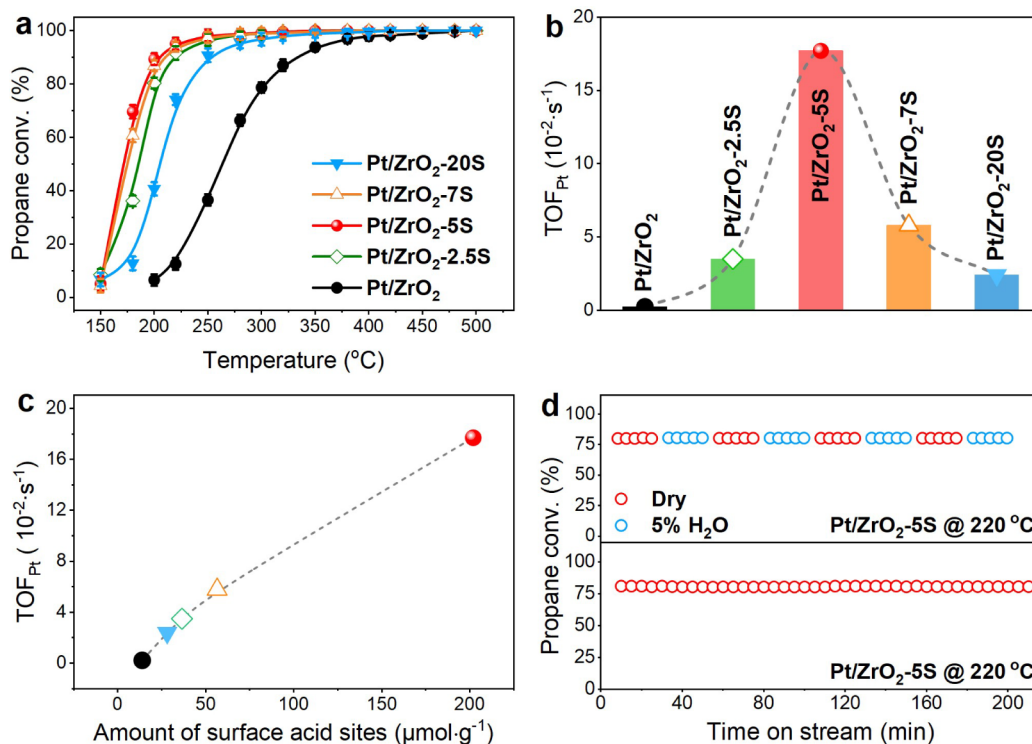 a
Propane conv. (%)
100
80
60
40
20
0
150 200 250 300 350 400 450 500
Temperature (°C)
Pt/ZrO₂-20S
Pt/ZrO₂-7S
Pt/ZrO₂-5S
Pt/ZrO₂-2.5S
Pt/ZrO₂
b
TOF_Pt (10⁻²·s⁻¹)
20
15
10
5
0
Pt/ZrO₂
Pt/ZrO₂-2.5S
Pt/ZrO₂-5S
Pt/ZrO₂-7S
Pt/ZrO₂-20S
c
TOF_Pt ( 10⁻²·s⁻¹)
20
16
12
8
4
0
0 50 100 150 200
Amount of surface acid sites (μmol·g⁻¹)
d
Propane conv. (%)
100
75
50
25
0
Dry
5% H₂O
Pt/ZrO₂-5S @ 220 °C
100
75
50
25
0
Pt/ZrO₂-5S @ 220 °C
0 40 80 120 160 200
Time on stream (min)